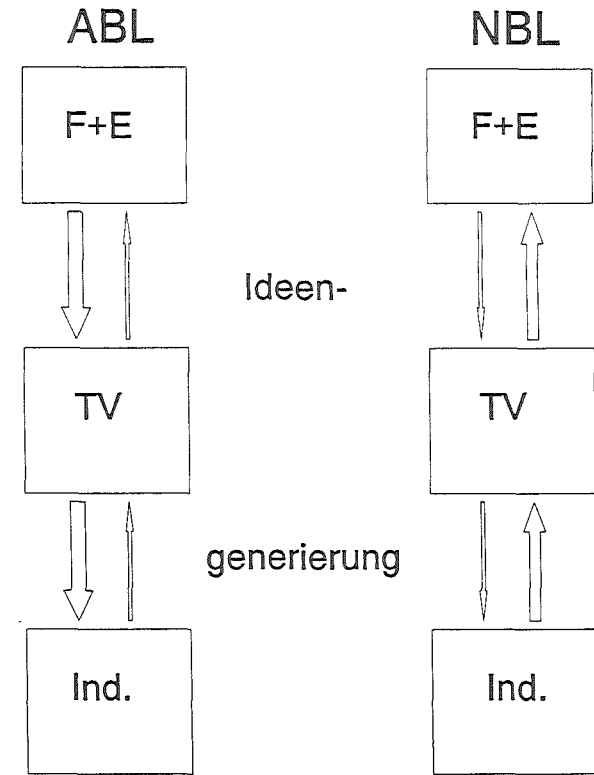 ABL NBL
F+E F+E
Ideen-
TV TV
generierung
Ind. Ind.